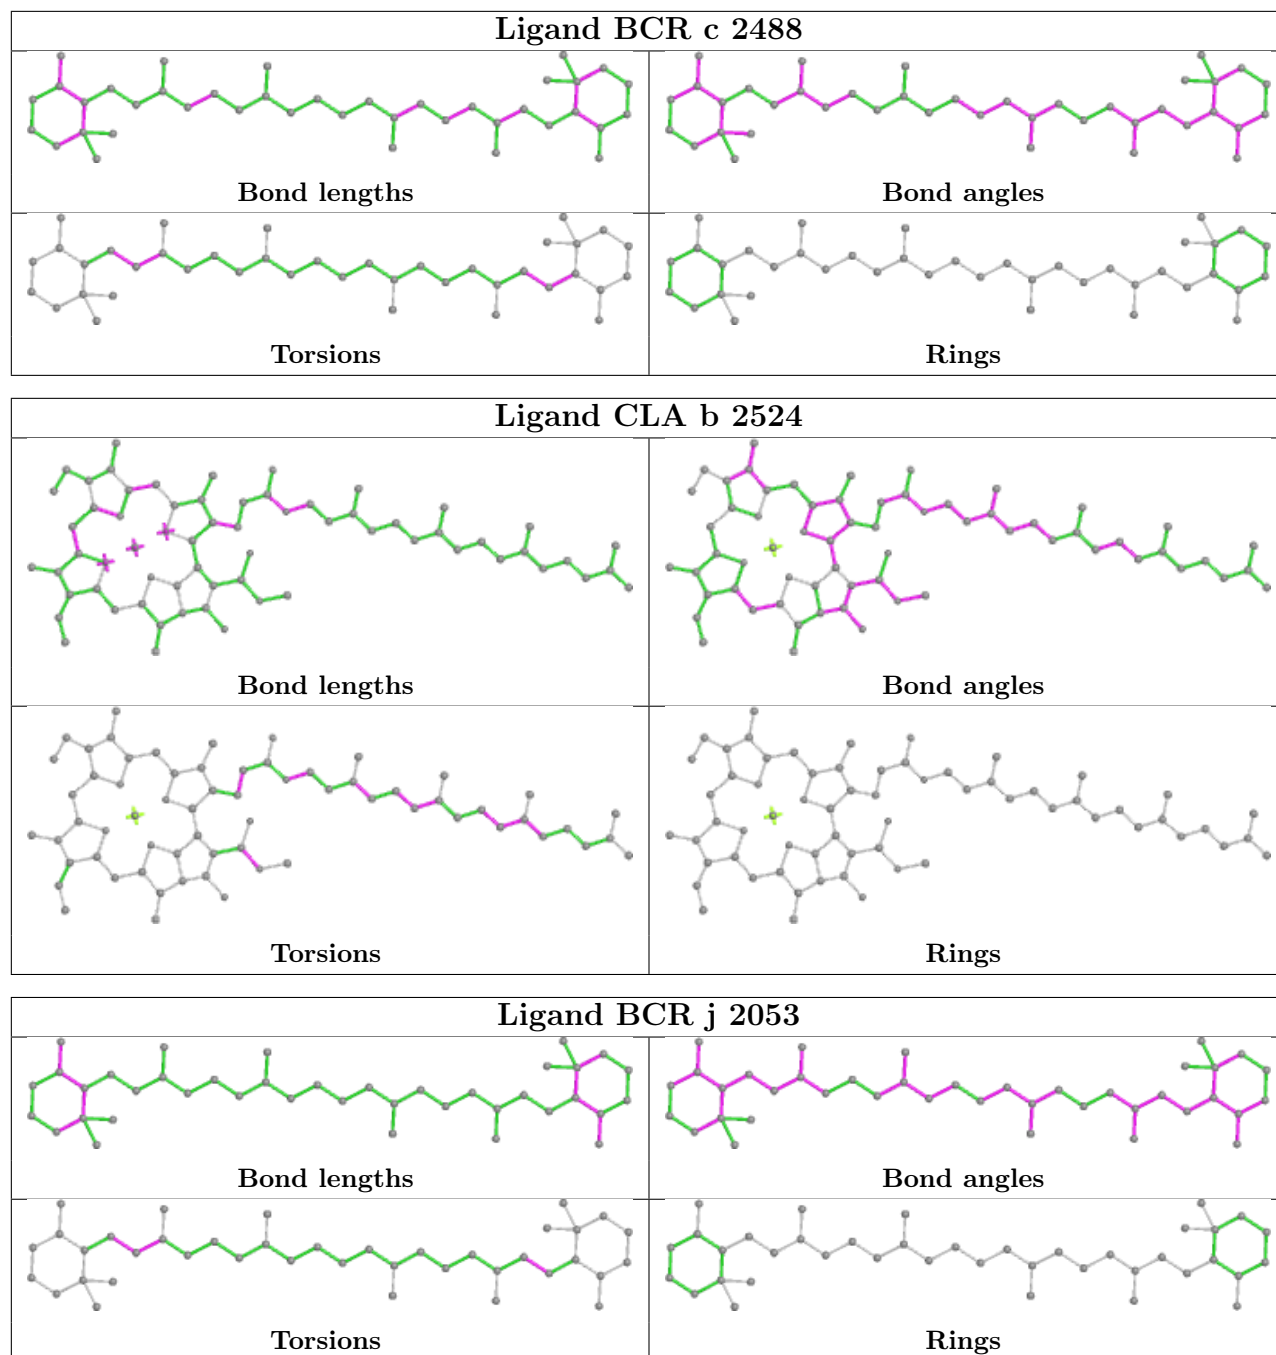 Ligand BCR c 2488
Bond lengths
Bond angles
Torsions
Rings
Ligand CLA b 2524
Bond lengths
Bond angles
Torsions
Rings
Ligand BCR j 2053
Bond lengths
Bond angles
Torsions
Rings